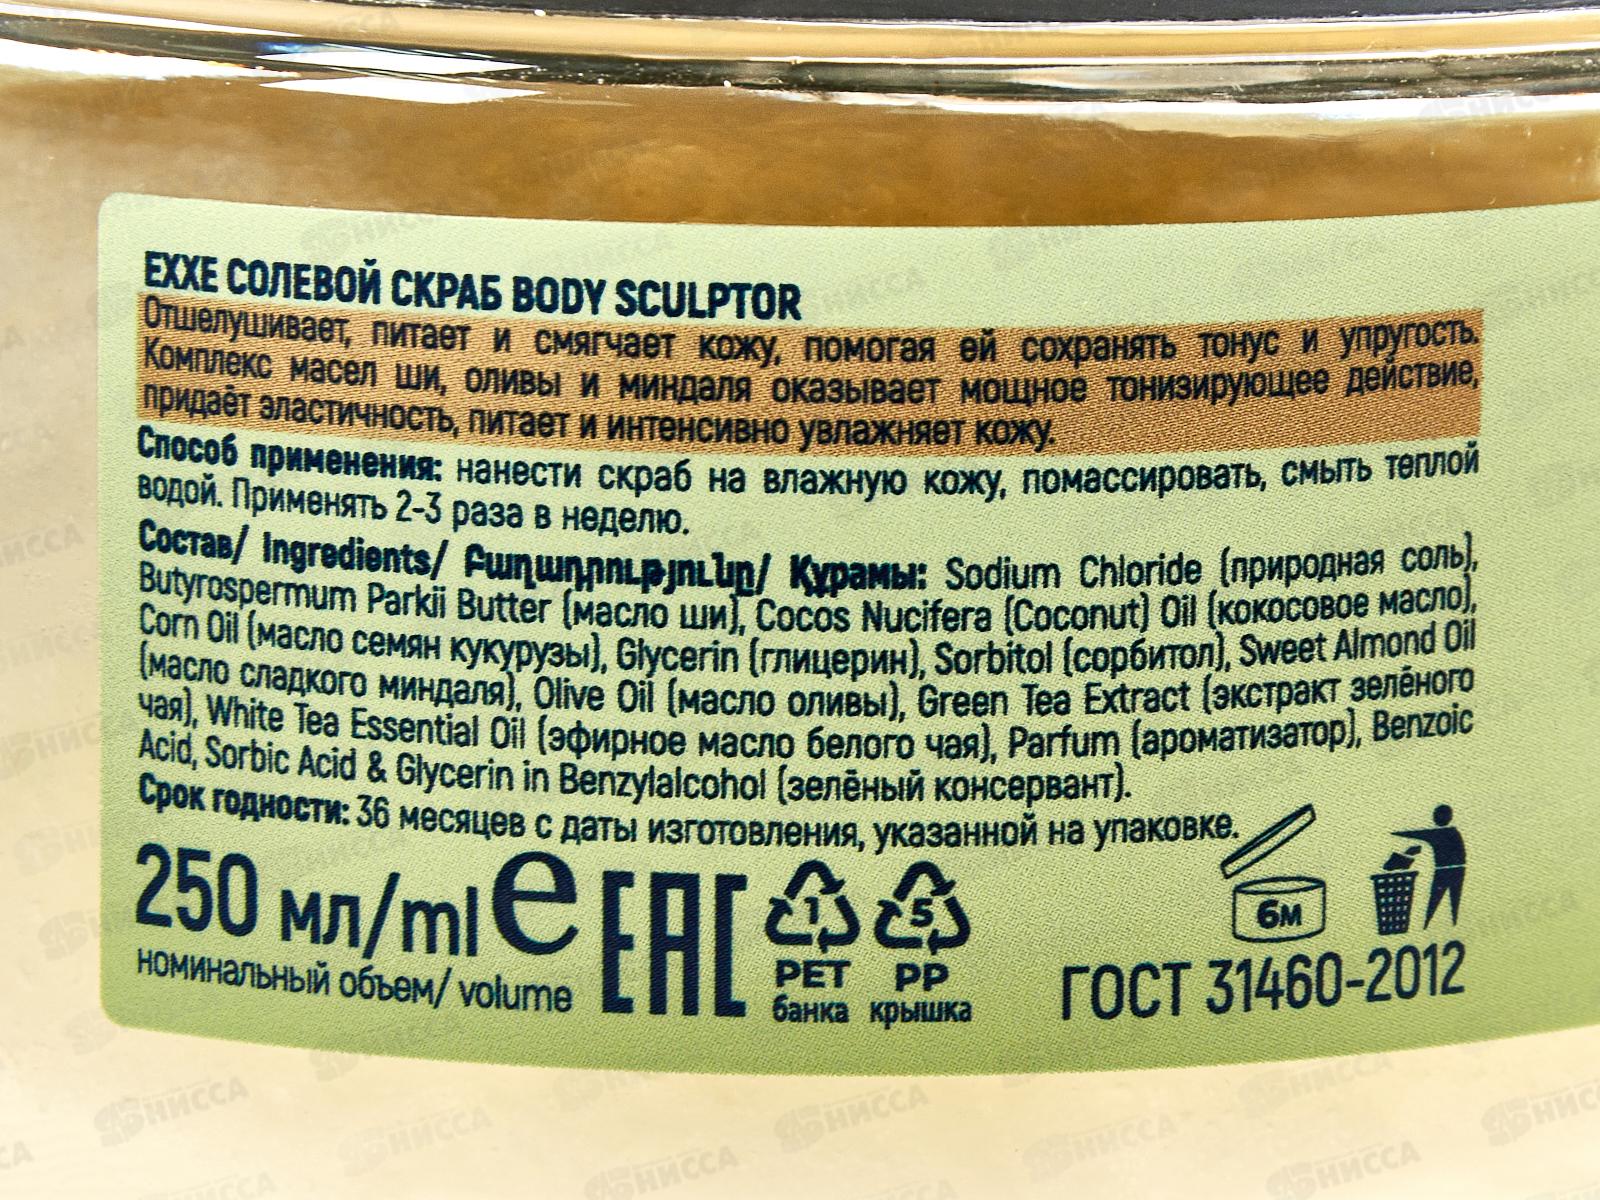 EXXE СОЛЕВОЙ СКРАБ BODY SCULPTOR
Отшелушивает, питает и смягчает кожу, помогая ей сохранять тонус и упругость.
Комплекс масел ши, оливы и миндаля оказывает мощное тонизирующее действие,
придаёт эластичность, питает и интенсивно увлажняет кожу.
Способ применения: нанести скраб на влажную кожу, помассировать, смыть теплой
водой. Применять 2-3 раза в неделю.
Состав/ Ingredients/ Բաղադրությունը/ Құрамы: Sodium Chloride (природная соль),
Butyrospermum Parkii Butter (масло ши), Cocos Nucifera (Coconut) Oil (кокосовое масло),
Corn Oil (масло семян кукурузы), Glycerin (глицерин), Sorbitol (сорбитол), Sweet Almond Oil
(масло сладкого миндаля), Olive Oil (масло оливы), Green Tea Extract (экстракт зелёного
чая), White Tea Essential Oil (эфирное масло белого чая), Parfum (ароматизатор), Benzoic
Acid, Sorbic Acid & Glycerin in Benzylalcohol (зелёный консервант).
Срок годности: 36 месяцев с даты изготовления, указанной на упаковке.
250 мл/ml e EAC 1 5 6м
PET PP
банка крышка
номинальный объем/ volume
ГОСТ 31460-2012